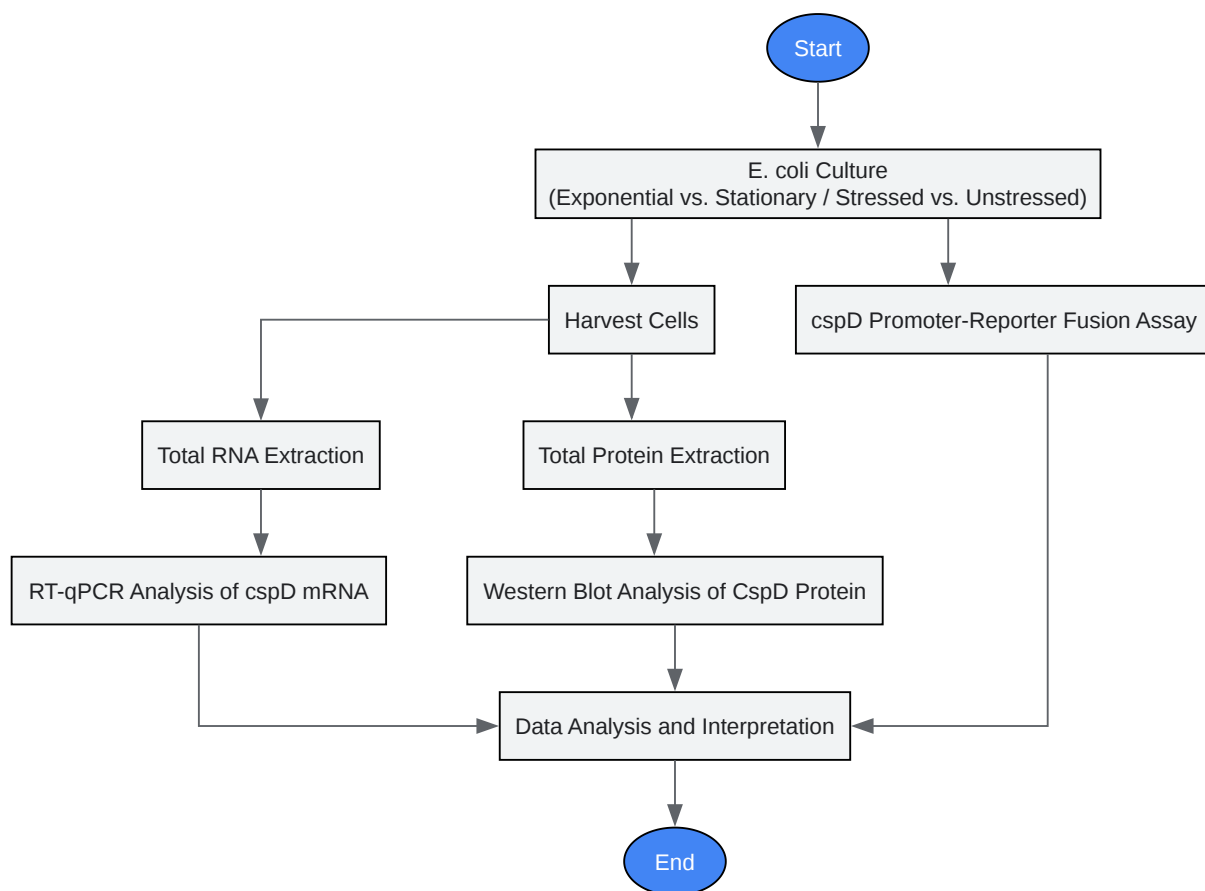 Start
E. coli Culture
(Exponential vs. Stationary / Stressed vs. Unstressed)
Harvest Cells
cspD Promoter-Reporter Fusion Assay
Total RNA Extraction
Total Protein Extraction
RT-qPCR Analysis of cspD mRNA
Western Blot Analysis of CspD Protein
Data Analysis and Interpretation
End